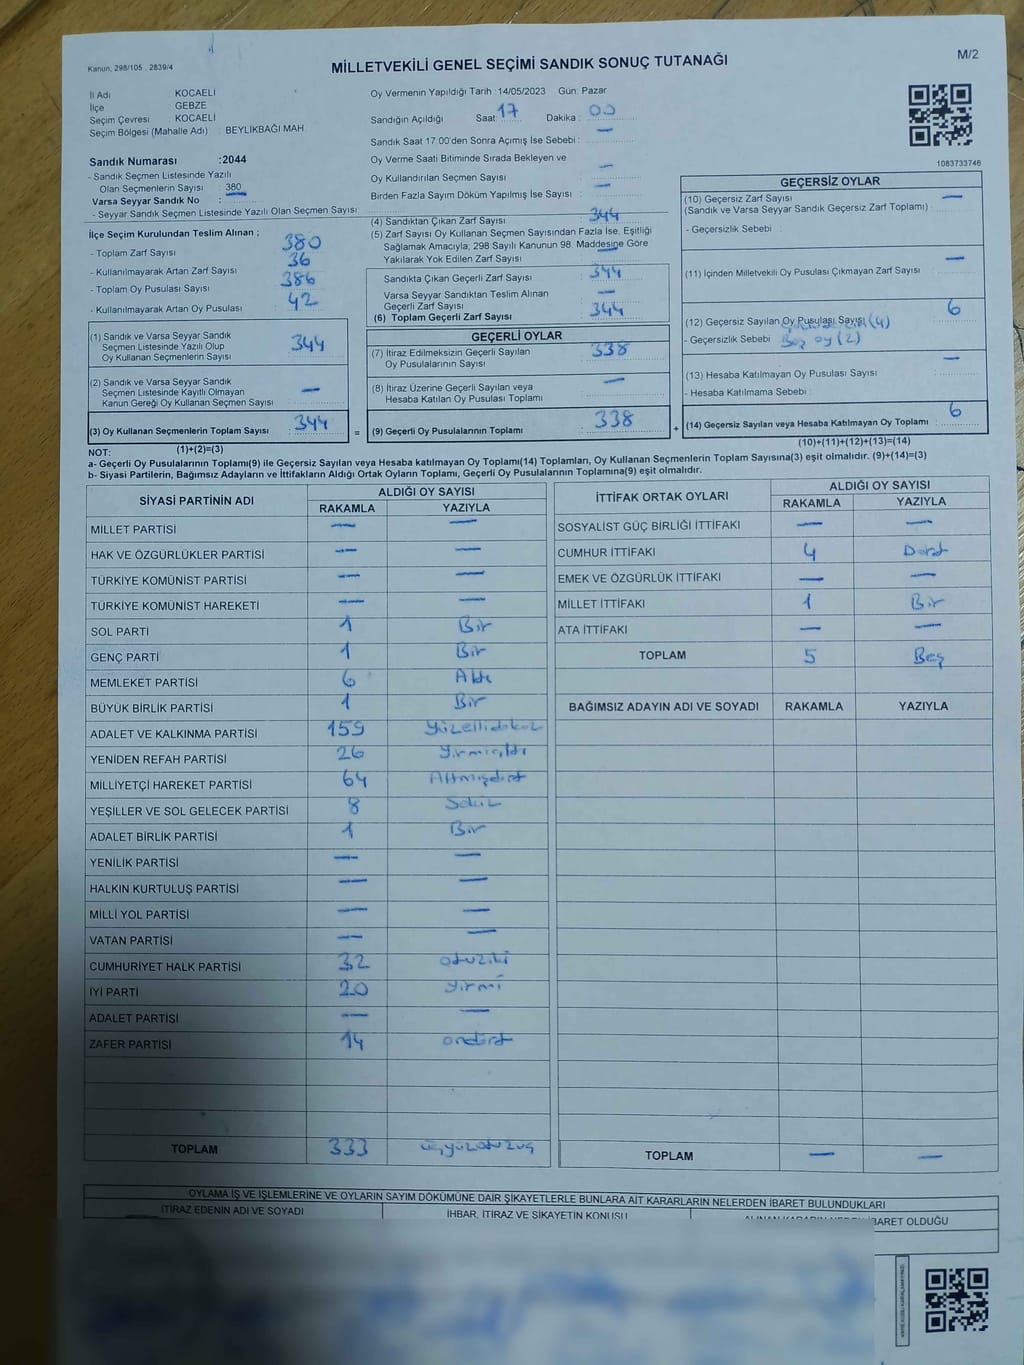 Kanun, 298/105 , 2839/4
MİLLETVEKİLİ GENEL SEÇİMİ SANDIK SONUÇ TUTANAĞI
M/2
İl Adı : KOCAELİ
İlçe : GEBZE
Seçim Çevresi : KOCAELİ
Seçim Bölgesi (Mahalle Adı) : BEYLİKBAĞI MAH.
Sandık Numarası :2044
- Sandık Seçmen Listesinde Yazılı
Olan Seçmenlerin Sayısı : 380
Varsa Seyyar Sandık No :
- Seyyar Sandık Seçmen Listesinde Yazılı Olan Seçmen Sayısı:
İlçe Seçim Kurulundan Teslim Alınan ;
- Toplam Zarf Sayısı : 380
- Kullanılmayarak Artan Zarf Sayısı : 36
- Toplam Oy Pusulası Sayısı : 386
- Kullanılmayarak Artan Oy Pusulası : 42
(1) Sandık ve Varsa Seyyar Sandık
Seçmen Listesinde Yazılı Olup
Oy Kullanan Seçmenlerin Sayısı : 344
(2) Sandık ve Varsa Seyyar Sandık
Seçmen Listesinde Kayıtlı Olmayan
Kanun Gereği Oy Kullanan Seçmen Sayısı : —
(3) Oy Kullanan Seçmenlerin Toplam Sayısı : 344
(1)+(2)=(3)
Oy Vermenin Yapıldığı Tarih :14/05/2023 Gün: Pazar
Sandığın Açıldığı Saat: 17 Dakika : 00
Sandık Saat 17:00'den Sonra Açımış İse Sebebi : —
Oy Verme Saati Bitiminde Sırada Bekleyen ve
Oy Kullandırılan Seçmen Sayısı : —
Birden Fazla Sayım Döküm Yapılmış İse Sayısı : —
(4) Sandıktan Çıkan Zarf Sayısı : 344
(5) Zarf Sayısı Oy Kullanan Seçmen Sayısından Fazla İse, Eşitliği
Sağlamak Amacıyla; 298 Sayılı Kanunun 98. Maddesine Göre
Yakılarak Yok Edilen Zarf Sayısı : —
Sandıkta Çıkan Geçerli Zarf Sayısı : 344
Varsa Seyyar Sandıktan Teslim Alınan
Geçerli Zarf Sayısı : —
(6) Toplam Geçerli Zarf Sayısı : 344
GEÇERLİ OYLAR
(7) İtiraz Edilmeksizin Geçerli Sayılan
Oy Pusulalarının Sayısı : 338
(8) İtiraz Üzerine Geçerli Sayılan veya
Hesaba Katılan Oy Pusulası Toplamı : —
= (9) Geçerli Oy Pusulalarının Toplamı : 338 +
1083733746
GEÇERSİZ OYLAR
(10) Geçersiz Zarf Sayısı : —
(Sandık ve Varsa Seyyar Sandık Geçersiz Zarf Toplamı)
- Geçersizlik Sebebi :
(11) İçinden Milletvekili Oy Pusulası Çıkmayan Zarf Sayısı : —
(12) Geçersiz Sayılan Oy Pusulası Sayısı : 6
(4)
- Geçersizlik Sebebi : Boş oy (2)
(13) Hesaba Katılmayan Oy Pusulası Sayısı : —
- Hesaba Katılmama Sebebi :
(14) Geçersiz Sayılan veya Hesaba Katılmayan Oy Toplamı : 6
(10)+(11)+(12)+(13)=(14)
NOT:
a- Geçerli Oy Pusulalarının Toplamı(9) ile Geçersiz Sayılan veya Hesaba katılmayan Oy Toplamı(14) Toplamları, Oy Kullanan Seçmenlerin Toplam Sayısına(3) eşit olmalıdır. (9)+(14)=(3)
b- Siyasi Partilerin, Bağımsız Adayların ve İttifakların Aldığı Ortak Oyların Toplamı, Geçerli Oy Pusulalarının Toplamına(9) eşit olmalıdır.
SİYASİ PARTİNİN ADI ALDIĞI OY SAYISI
RAKAMLA YAZIYLA
MİLLET PARTİSİ — —
HAK VE ÖZGÜRLÜKLER PARTİSİ — —
TÜRKİYE KOMÜNİST PARTİSİ — —
TÜRKİYE KOMÜNİST HAREKETİ — —
SOL PARTİ 1 Bir
GENÇ PARTİ 1 Bir
MEMLEKET PARTİSİ 6 Altı
BÜYÜK BİRLİK PARTİSİ 1 Bir
ADALET VE KALKINMA PARTİSİ 159 yüzellidokuz
YENİDEN REFAH PARTİSİ 26 yirmialtı
MİLLİYETÇİ HAREKET PARTİSİ 64 Altmışdört
YEŞİLLER VE SOL GELECEK PARTİSİ 8 Sekiz
ADALET BİRLİK PARTİSİ 1 Bir
YENİLİK PARTİSİ — —
HALKIN KURTULUŞ PARTİSİ — —
MİLLİ YOL PARTİSİ — —
VATAN PARTİSİ — —
CUMHURİYET HALK PARTİSİ 32 otuziki
İYİ PARTİ 20 yirmi
ADALET PARTİSİ — —
ZAFER PARTİSİ 14 ondört
TOPLAM 333 üçyüzotuzüç
İTTİFAK ORTAK OYLARI ALDIĞI OY SAYISI
RAKAMLA YAZIYLA
SOSYALİST GÜÇ BİRLİĞİ İTTİFAKI — —
CUMHUR İTTİFAKI 4 Dört
EMEK VE ÖZGÜRLÜK İTTİFAKI — —
MİLLET İTTİFAKI 1 Bir
ATA İTTİFAKI — —
TOPLAM 5 Beş
BAĞIMSIZ ADAYIN ADI VE SOYADI RAKAMLA YAZIYLA
TOPLAM — —
OYLAMA İŞ VE İŞLEMLERİNE VE OYLARIN SAYIM DÖKÜMÜNE DAİR ŞİKAYETLERLE BUNLARA AİT KARARLARIN NELERDEN İBARET BULUNDUKLARI
İTİRAZ EDENİN ADI VE SOYADI İHBAR, İTİRAZ VE ŞİKAYETİN KONUSU İBARET OLDUĞU